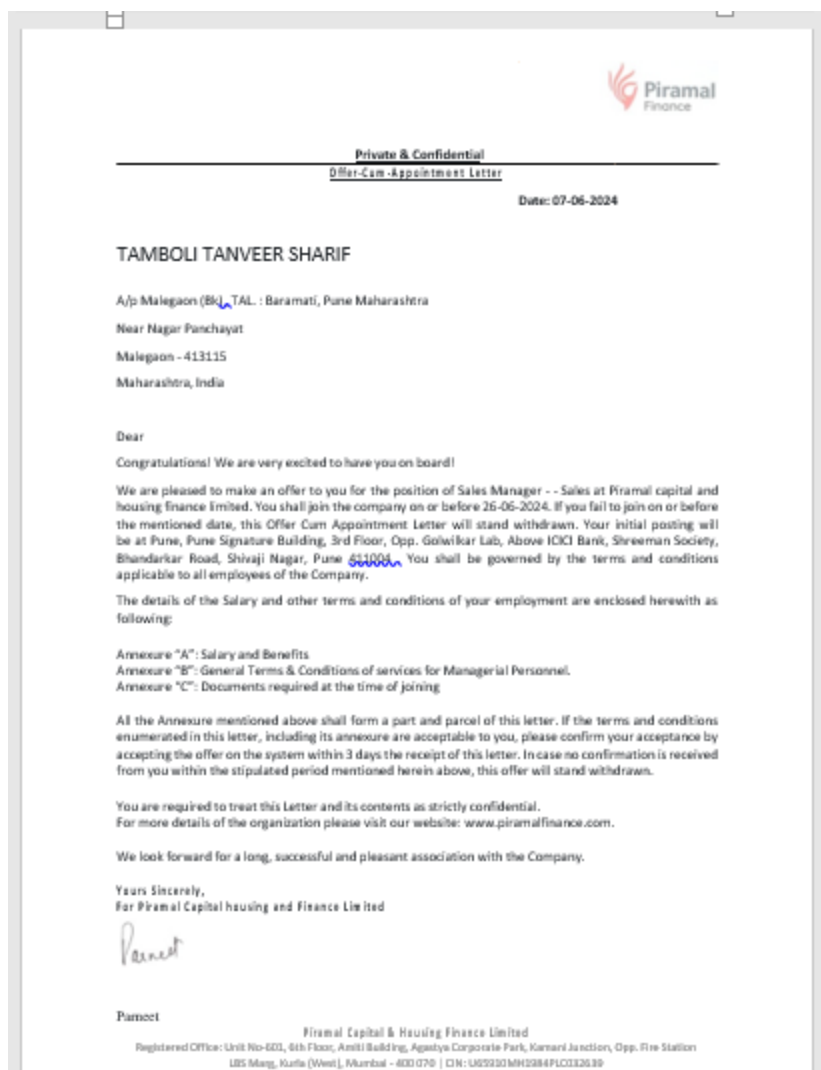 Piramal
Finance
Private & Confidential
Offer-Cum-Appointment Letter
Date: 07-06-2024
TAMBOLI TANVEER SHARIF
A/p Malegaon (Bk), TAL. : Baramati, Pune Maharashtra
Near Nagar Panchayat
Malegaon - 413115
Maharashtra, India
Dear
Congratulations! We are very excited to have you on board!
We are pleased to make an offer to you for the position of Sales Manager - - Sales at Piramal capital and
housing finance limited. You shall join the company on or before 26-06-2024. If you fail to join on or before
the mentioned date, this Offer Cum Appointment Letter will stand withdrawn. Your initial posting will
be at Pune, Pune Signature Building, 3rd Floor, Opp. Golwilkar Lab, Above ICICI Bank, Shreeman Society,
Bhandarkar Road, Shivaji Nagar, Pune 411004 . You shall be governed by the terms and conditions
applicable to all employees of the Company.
The details of the Salary and other terms and conditions of your employment are enclosed herewith as
following:
Annexure "A": Salary and Benefits
Annexure "B": General Terms & Conditions of services for Managerial Personnel.
Annexure "C": Documents required at the time of joining
All the Annexure mentioned above shall form a part and parcel of this letter. If the terms and conditions
enumerated in this letter, including its annexure are acceptable to you, please confirm your acceptance by
accepting the offer on the system within 3 days the receipt of this letter. In case no confirmation is received
from you within the stipulated period mentioned herein above, this offer will stand withdrawn.
You are required to treat this Letter and its contents as strictly confidential.
For more details of the organization please visit our website: www.piramalfinance.com.
We look forward for a long, successful and pleasant association with the Company.
Yours Sincerely,
For Piramal Capital housing and Finance Limited
Parneet
Parneet
Piramal Capital & Housing Finance Limited
Registered Office: Unit No-601, 6th Floor, Amiti Building, Agastya Corporate Park, Kamani Junction, Opp. Fire Station
LBS Marg, Kurla (West), Mumbai - 400 070 | CIN: U65910MH1984PLC032639